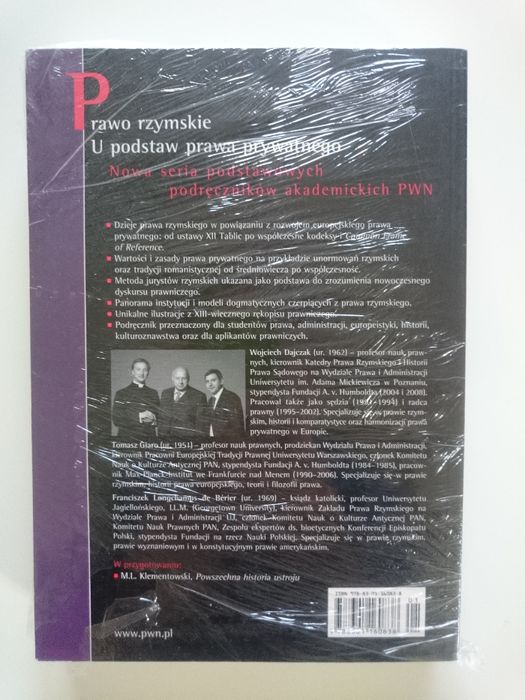 Prawo rzymskie
U podstaw prawa prywatnego
Nowa seria podstawowych
podręczników akademickich PWN
Dzieje prawa rzymskiego w powiązaniu z rozwojem europejskiego prawa
prywatnego: od ustawy XII Tablic po współczesne kodeksy i Common Frame
of Reference.
Wartości i zasady prawa prywatnego na przykładzie unormowań rzymskich
oraz tradycji romanistycznej od średniowiecza po współczesność.
Metoda jurystów rzymskich ukazana jako podstawa do zrozumienia nowoczesnego
dyskursu prawniczego.
Panorama instytucji i modeli dogmatycznych czerpiących z prawa rzymskiego.
Unikalne ilustracje z XIII-wiecznego rękopisu prawniczego.
Podręcznik przeznaczony dla studentów prawa, administracji, europeistyki, historii,
kulturoznawstwa oraz dla aplikantów prawniczych.
Wojciech Dajczak (ur. 1962) – profesor nauk praw-
nych, kierownik Katedry Prawa Rzymskiego i Historii
Prawa Sądowego na Wydziale Prawa i Administracji
Uniwersytetu im. Adama Mickiewicza w Poznaniu,
stypendysta Fundacji A. v. Humboldta (2004 i 2008).
Pracował także jako sędzia (1991–1994) i radca
prawny (1995–2002). Specjalizuje się w prawie rzym-
skim, historii i komparatystyce oraz harmonizacji prawa
prywatnego w Europie.
Tomasz Giaro (ur. 1951) – profesor nauk prawnych, prodziekan Wydziału Prawa i Administracji,
kierownik Pracowni Europejskiej Tradycji Prawnej Uniwersytetu Warszawskiego, członek Komitetu
Nauk o Kulturze Antycznej PAN, stypendysta Fundacji A. v. Humboldta (1984–1985), pracow-
nik Max-Planck-Institut we Frankfurcie nad Menem (1990–2006). Specjalizuje się w prawie
rzymskim, historii prawa europejskiego, teorii i filozofii prawa.
Franciszek Longchamps de Bérier (ur. 1969) – ksiądz katolicki, profesor Uniwersytetu
Jagiellońskiego, LL.M. (Georgetown University), kierownik Zakładu Prawa Rzymskiego na
Wydziale Prawa i Administracji UJ, członek Komitetu Nauk o Kulturze Antycznej PAN,
Komitetu Nauk Prawnych PAN, Zespołu ekspertów ds. bioetycznych Konferencji Episkopatu
Polski, stypendysta Fundacji na rzecz Nauki Polskiej. Specjalizuje się w prawie rzymskim,
prawie wyznaniowym i w konstytucyjnym prawie amerykańskim.
W przygotowaniu:
M.L. Klementowski, Powszechna historia ustroju
www.pwn.pl